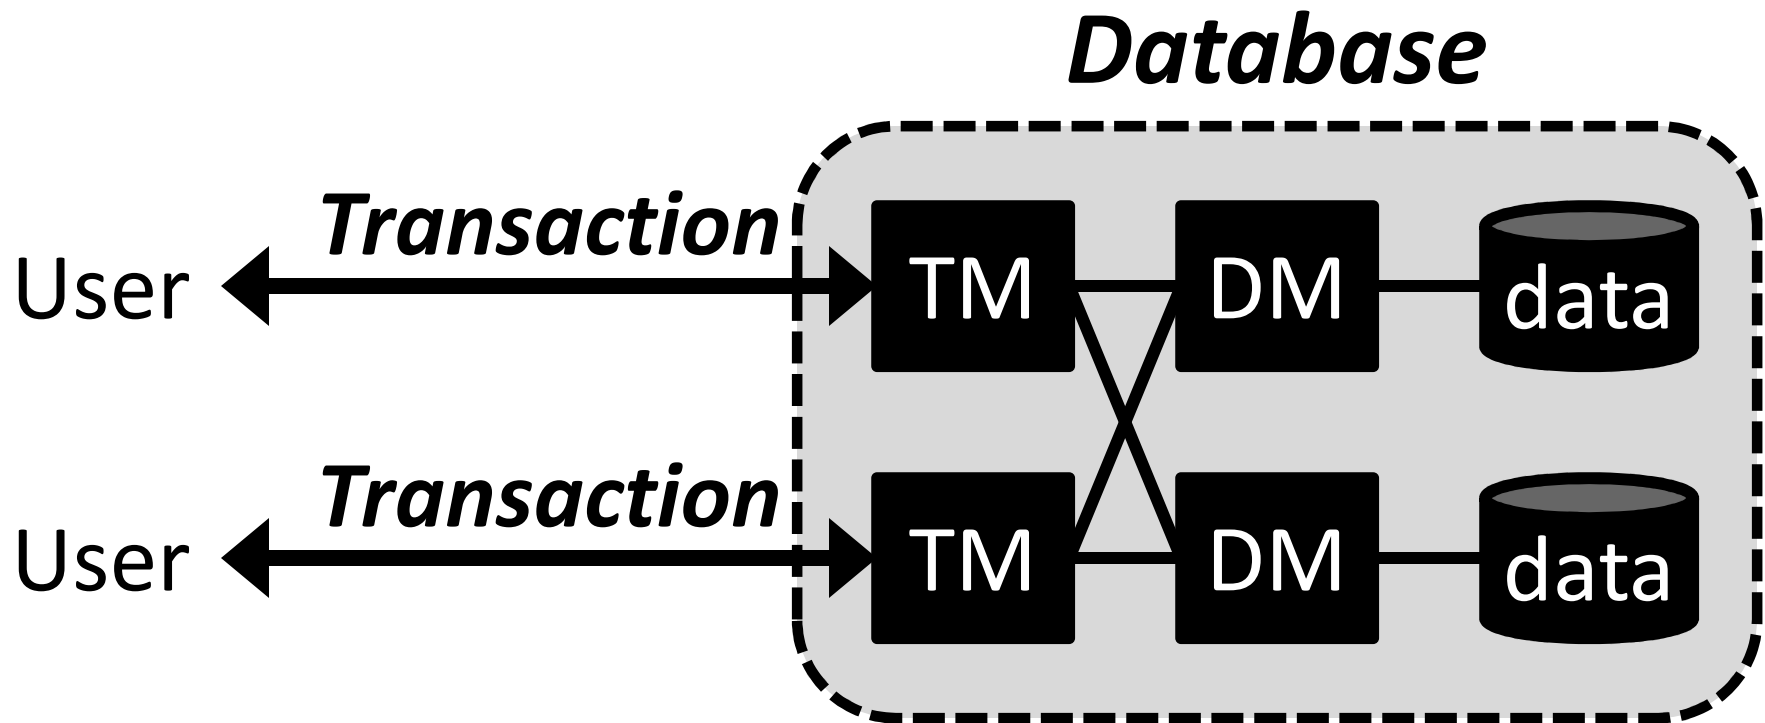 Database
Transaction
User
TM
DM
data
Transaction
User
TM
DM
data